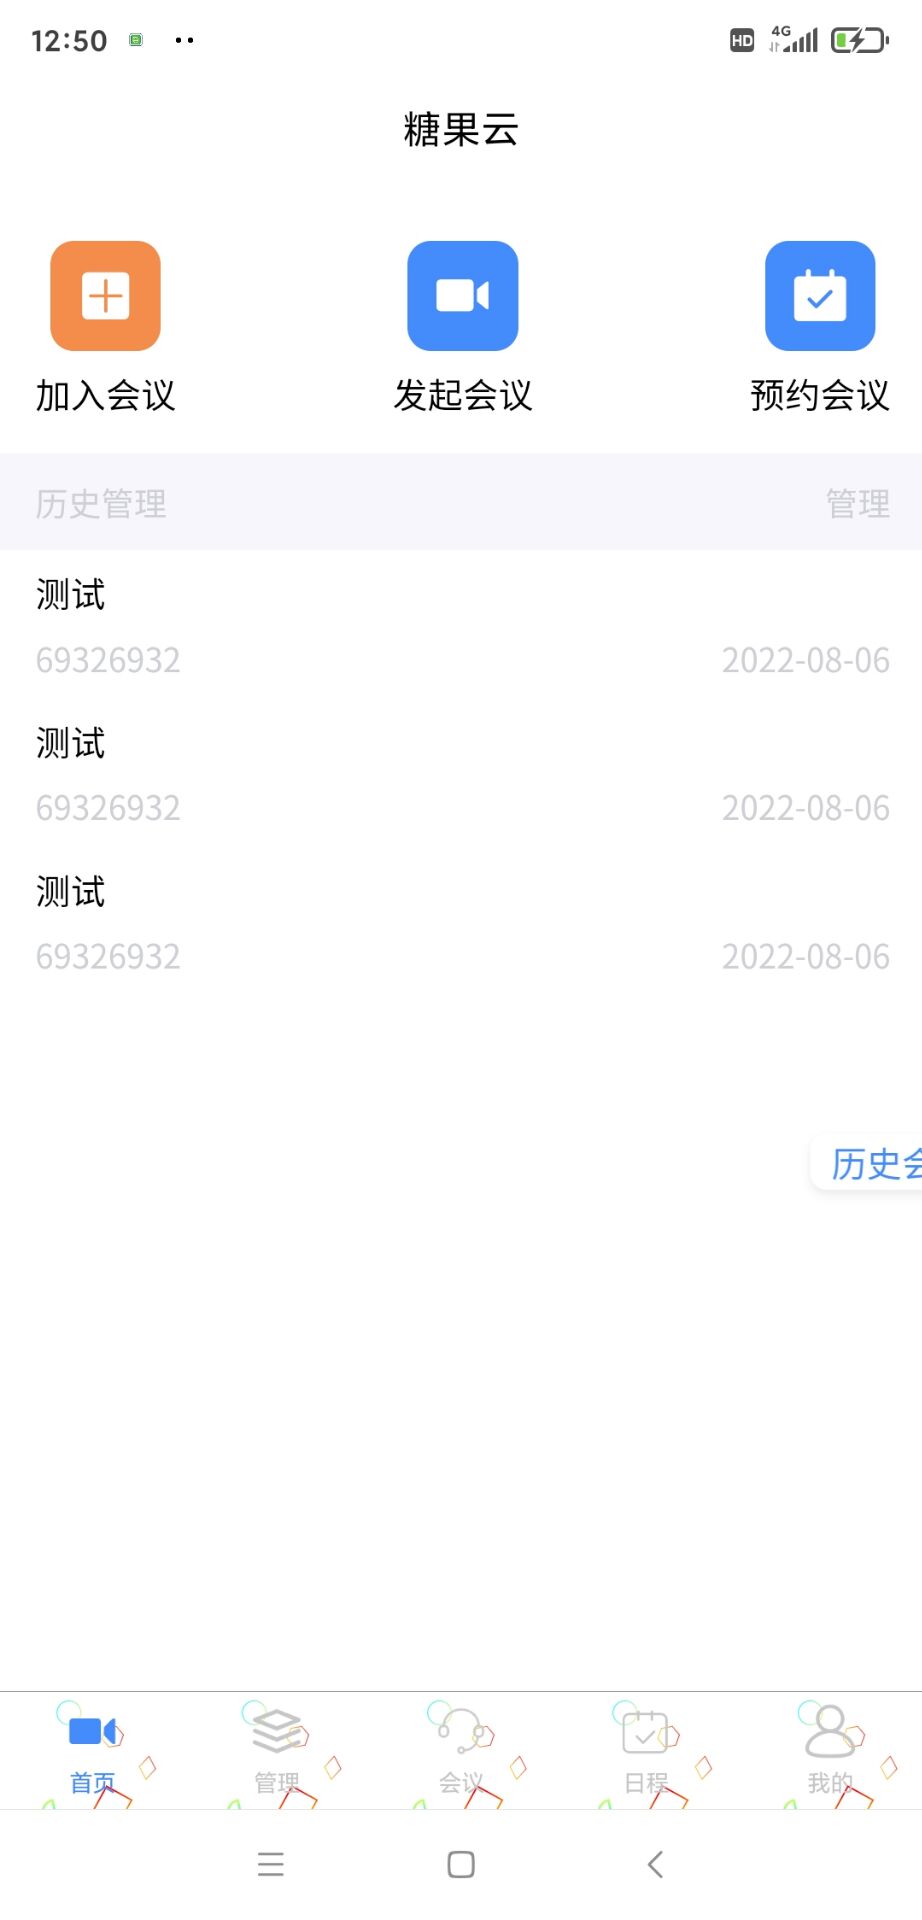 12:50
HD 4G
糖果云
加入会议 发起会议 预约会议
历史管理 管理
测试
69326932 2022-08-06
测试
69326932 2022-08-06
测试
69326932 2022-08-06
历史会
首页 管理 会议 日程 我的